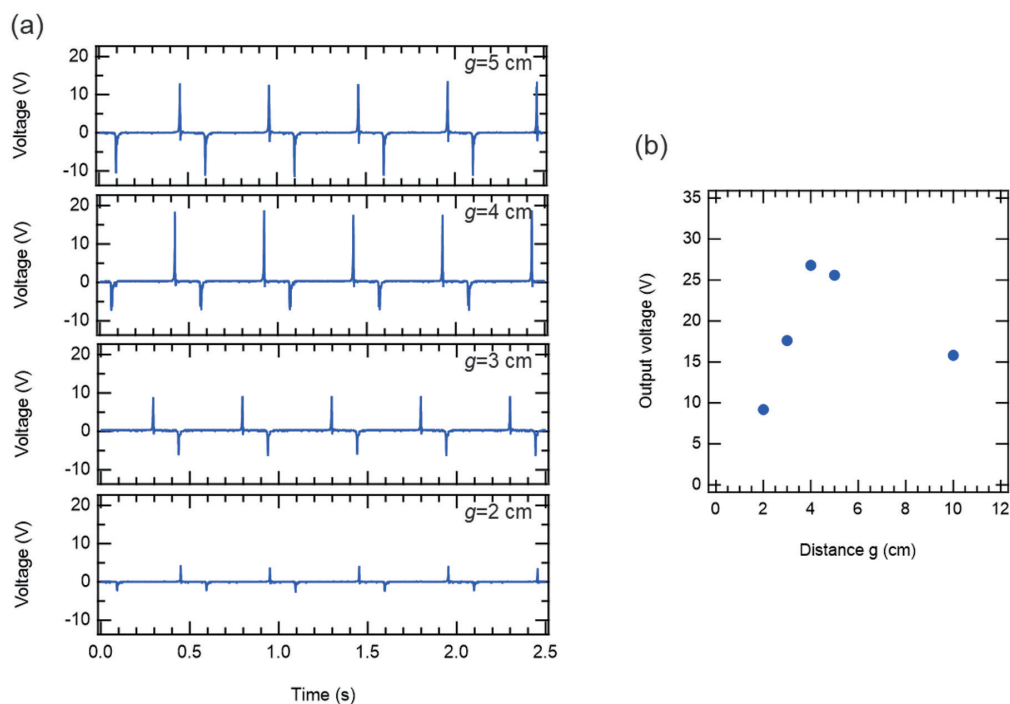 (a)
20
10
0
-10
Voltage (V)
g=5 cm
20
10
0
-10
Voltage (V)
g=4 cm
20
10
0
-10
Voltage (V)
g=3 cm
20
10
0
-10
Voltage (V)
g=2 cm
0.0 0.5 1.0 1.5 2.0 2.5
Time (s)
(b)
35
30
25
20
15
10
5
0
Output voltage (V)
0 2 4 6 8 10 12
Distance g (cm)